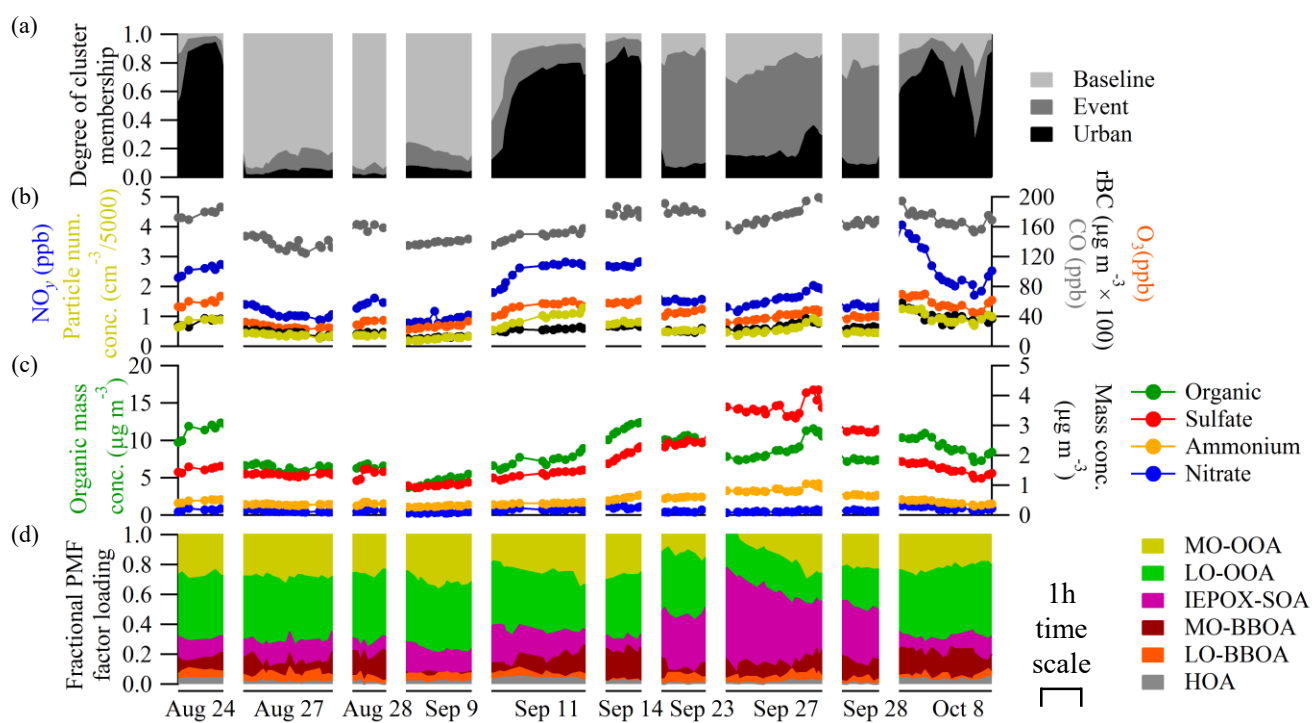 (a)
Degree of cluster
membership
1.0
0.8
0.6
0.4
0.2
0.0
Baseline
Event
Urban
(b)
NOy (ppb)
Particle num.
conc. (cm-3/5000)
5
4
3
2
1
0
200
160
120
80
40
0
rBC (µg m-3 × 100)
CO (ppb)
O3(ppb)
(c)
Organic mass
conc. (µg m-3)
20
15
10
5
0
5
4
3
2
1
0
Mass conc.
(µg m-3)
Organic
Sulfate
Ammonium
Nitrate
(d)
Fractional PMF
factor loading
1.0
0.8
0.6
0.4
0.2
0.0
Aug 24
Aug 27
Aug 28
Sep 9
Sep 11
Sep 14
Sep 23
Sep 27
Sep 28
Oct 8
1h
time
scale
MO-OOA
LO-OOA
IEPOX-SOA
MO-BBOA
LO-BBOA
HOA